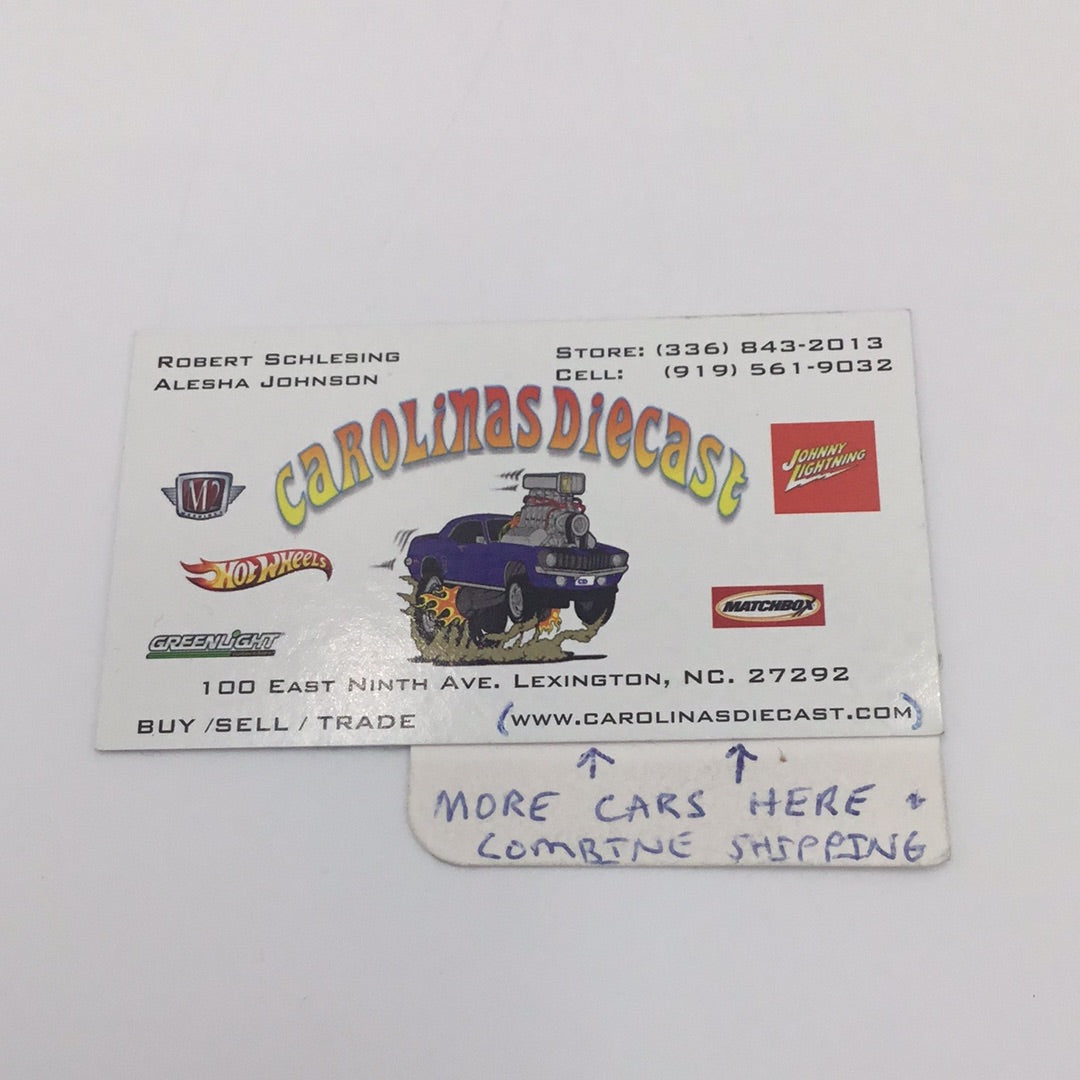 ROBERT SCHLESING
ALESHA JOHNSON
STORE: (336) 843-2013
CELL: (919) 561-9032
CAROLINAS DIECAST
M2
JOHNNY LIGHTNING
HOT WHEELS
MATCHBOX
GREENLIGHT
CD
100 EAST NINTH AVE. LEXINGTON, NC. 27292
BUY /SELL / TRADE
(WWW.CAROLINASDIECAST.COM)
↑ ↑
MORE CARS HERE +
COMBINE SHIPPING